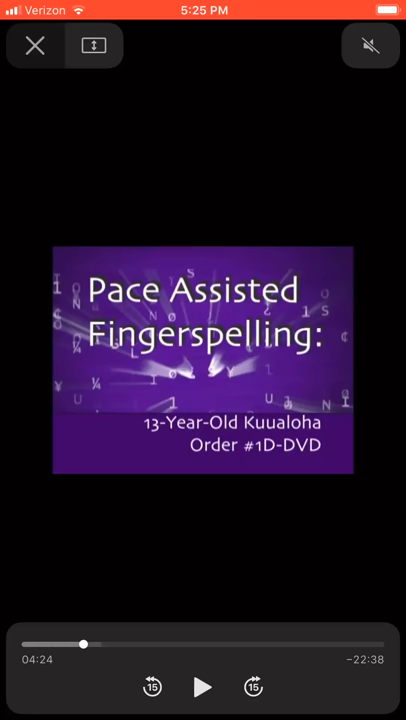 Verizon 5:25 PM
Pace Assisted
Fingerspelling:
13-Year-Old Kuualoha
Order #1D-DVD
04:24 -22:38
15 15